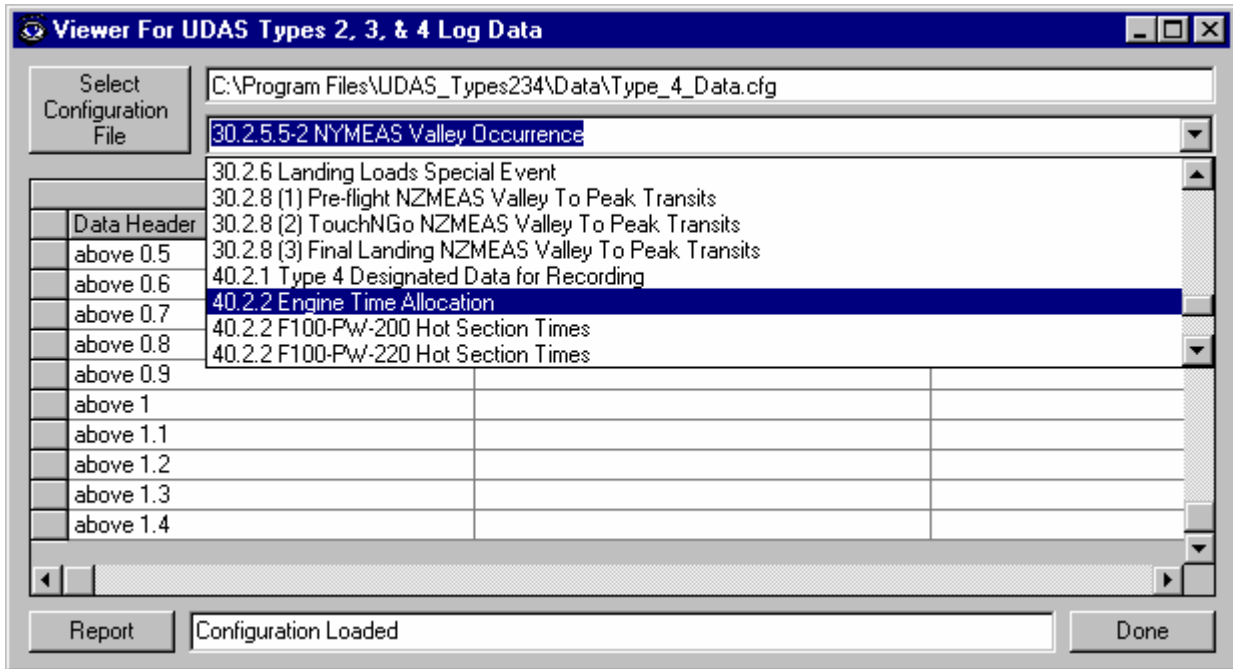 Viewer For UDAS Types 2, 3, & 4 Log Data
Select
Configuration
File
C:\Program Files\UDAS_Types234\Data\Type_4_Data.cfg
30.2.5.5-2 NYMEAS Valley Occurrence
30.2.6 Landing Loads Special Event
30.2.8 (1) Pre-flight NZMEAS Valley To Peak Transits
30.2.8 (2) TouchNGo NZMEAS Valley To Peak Transits
30.2.8 (3) Final Landing NZMEAS Valley To Peak Transits
40.2.1 Type 4 Designated Data for Recording
40.2.2 Engine Time Allocation
40.2.2 F100-PW-200 Hot Section Times
40.2.2 F100-PW-220 Hot Section Times
Data Header
above 0.5
above 0.6
above 0.7
above 0.8
above 0.9
above 1
above 1.1
above 1.2
above 1.3
above 1.4
Report
Configuration Loaded
Done